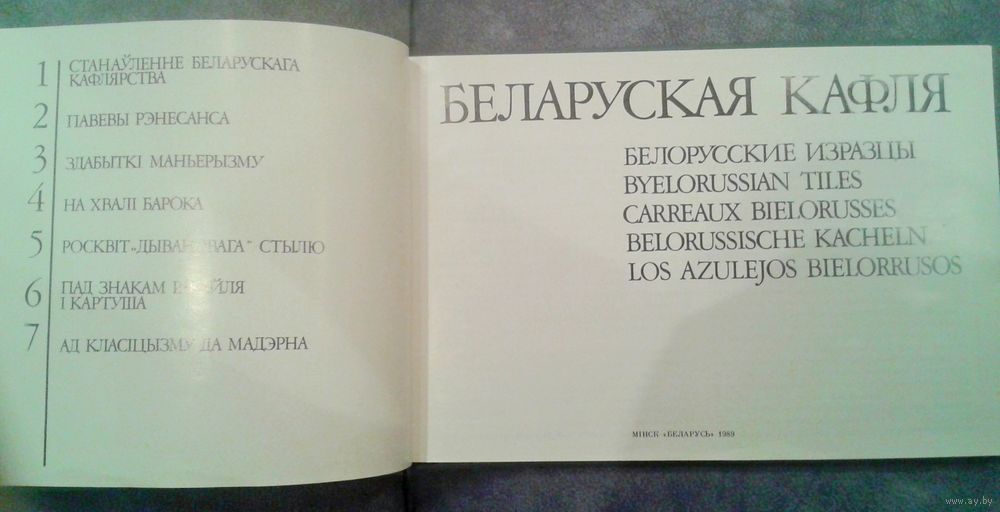 1 СТАНАЎЛЕННЕ БЕЛАРУСКАГА
КАФЛЯРСТВА
2 ПАВЕВЫ РЭНЕСАНСА
3 ЗДАБЫТКІ МАНЬЕРЫЗМУ
4 НА ХВАЛІ БАРОКА
5 РОСКВІТ СТЫЛЮ
6 ПАД ЗНАКАМ
І КАРТУША
7 АД КЛАСІЦЫЗМУ ДА МАДЭРНА
БЕЛАРУСКАЯ КАФЛЯ
БЕЛОРУССКИЕ ИЗРАЗЦЫ
BYELORUSSIAN TILES
CARREAUX BIELORUSSES
BELORUSSISCHE KACHELN
LOS AZULEJOS BIELORRUSOS
МІНСК «БЕЛАРУСЬ» 1989
www.ay.by